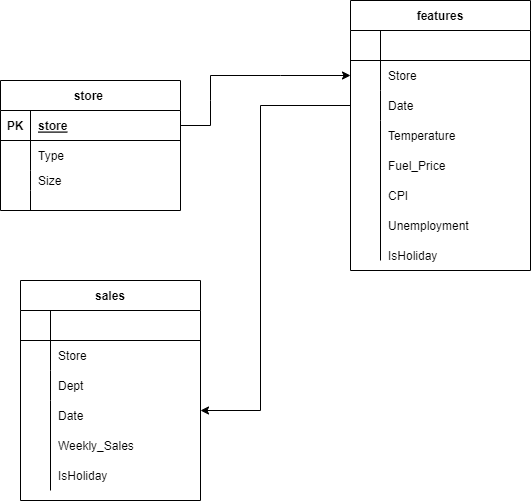 features
Store
Date
Temperature
Fuel_Price
CPI
Unemployment
IsHoliday
store
PK store
Type
Size
sales
Store
Dept
Date
Weekly_Sales
IsHoliday